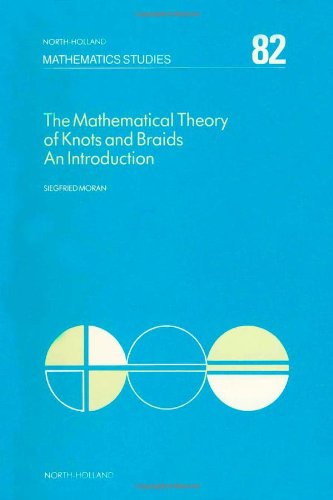 NORTH-HOLLAND
MATHEMATICS STUDIES 82
The Mathematical Theory
of Knots and Braids
An Introduction
SIEGFRIED MORAN
NORTH-HOLLAND